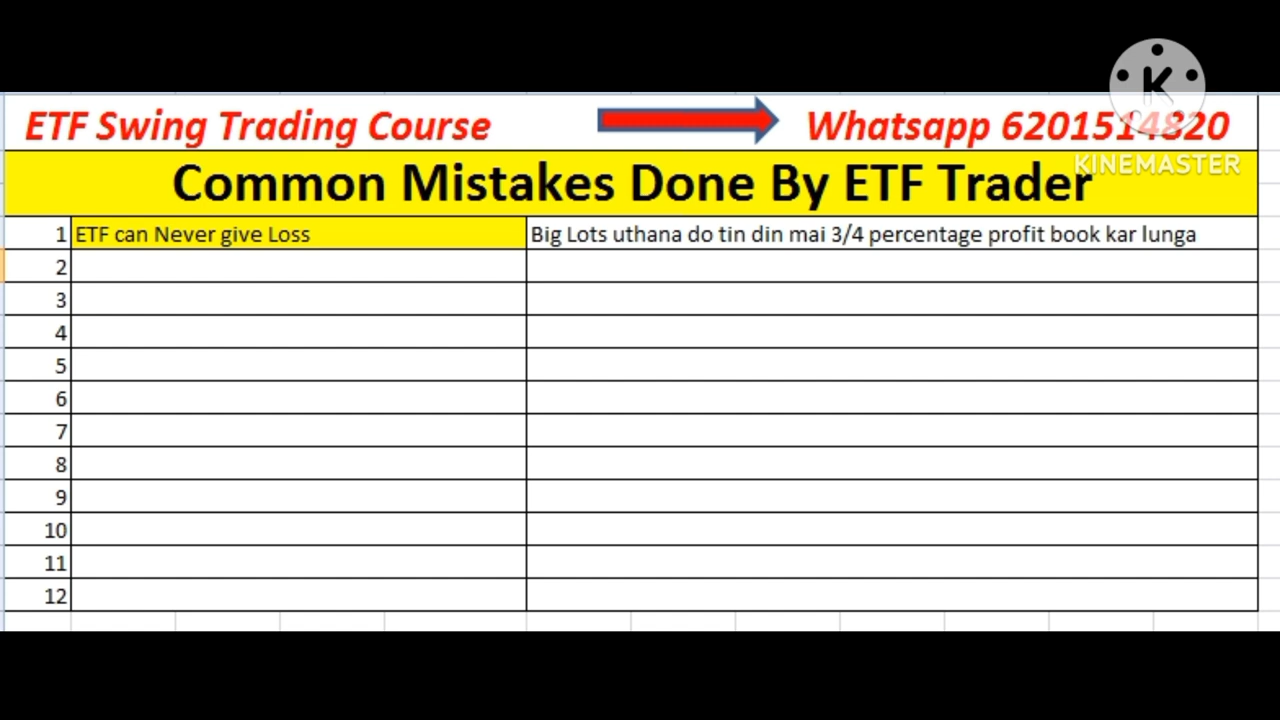 ETF Swing Trading Course Whatsapp 6201514820
KINEMASTER
Common Mistakes Done By ETF Trader
1 ETF can Never give Loss Big Lots uthana do tin din mai 3/4 percentage profit book kar lunga
2
3
4
5
6
7
8
9
10
11
12